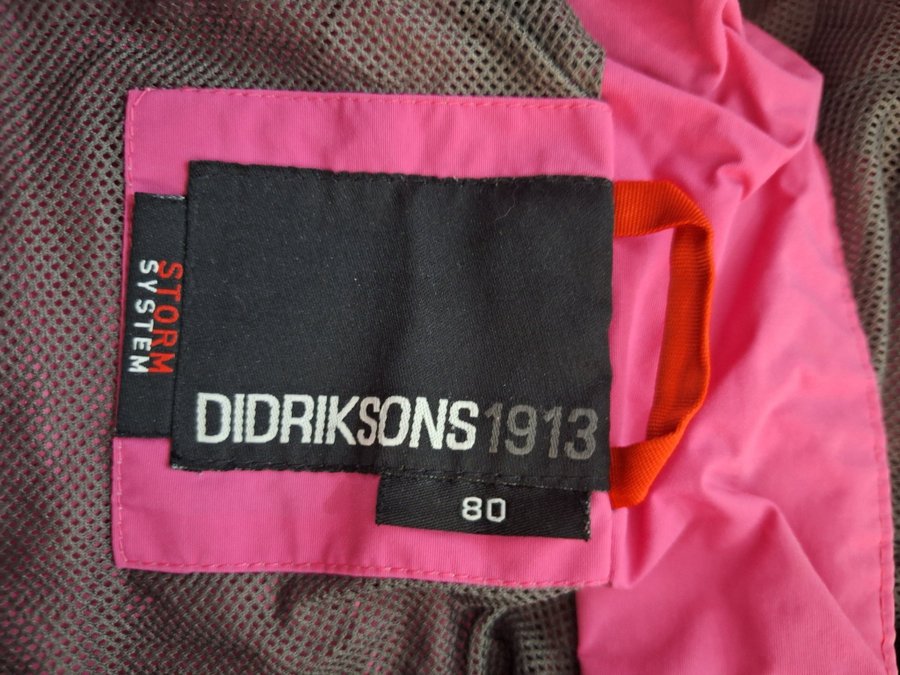 STORM
SYSTEM
DIDRIKSONS1913
80